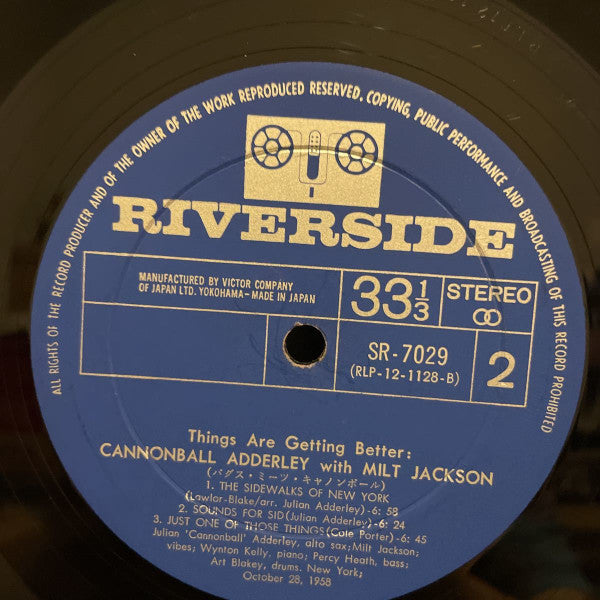 ALL RIGHTS OF THE RECORD PRODUCER AND OF THE OWNER OF THE WORK REPRODUCED RESERVED. COPYING, PUBLIC PERFORMANCE AND BROADCASTING OF THIS RECORD PROHIBITED
RIVERSIDE
MANUFACTURED BY VICTOR COMPANY
OF JAPAN LTD. YOKOHAMA-MADE IN JAPAN
33 1/3
STEREO
SR-7029
(RLP-12-1128-B)
2
Things Are Getting Better:
CANNONBALL ADDERLEY with MILT JACKSON
(バグス・ミーツ・キャノンボール)
1. THE SIDEWALKS OF NEW YORK
(Lawlor-Blake/arr. Julian Adderley)-6: 58
2. SOUNDS FOR SID(Julian Adderley)-6: 24
3. JUST ONE OF THOSE THINGS(Cole Porter)-6: 45
Julian 'Cannonball' Adderley, alto sax;Milt Jackson;
vibes; Wynton Kelly, piano; Percy Heath, bass;
Art Blakey, drums. New York;
October 28, 1958